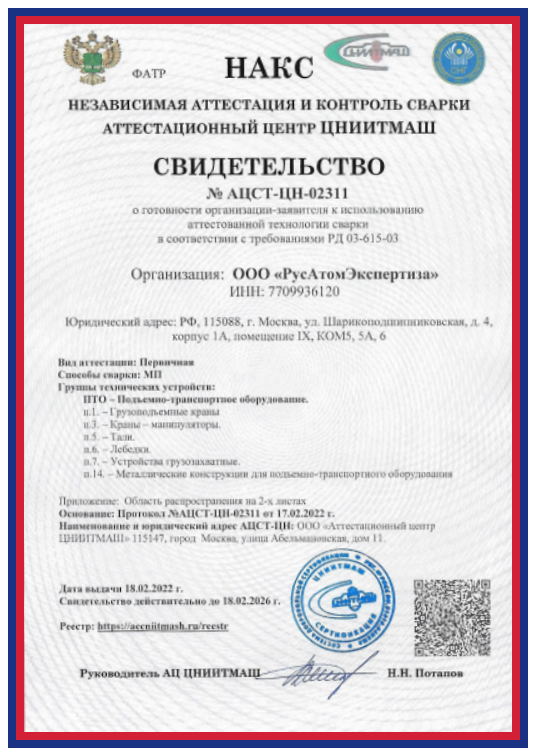 ФАТР
НАКС
ЦНИИТМАШ
СНГ
НЕЗАВИСИМАЯ АТТЕСТАЦИЯ И КОНТРОЛЬ СВАРКИ
АТТЕСТАЦИОННЫЙ ЦЕНТР ЦНИИТМАШ
СВИДЕТЕЛЬСТВО
№ АЦСТ-ЦН-02311
о готовности организации-заявителя к использованию
аттестованной технологии сварки
в соответствии с требованиями РД 03-615-03
Организация: ООО «РусАтомЭкспертиза»
ИНН: 7709936120
Юридический адрес: РФ, 115088, г. Москва, ул. Шарикоподшипниковская, д. 4,
корпус 1А, помещение IX, КОМ5, 5А, 6
Вид аттестации: Первичная
Способы сварки: МП
Группы технических устройств:
ПТО – Подъемно-транспортное оборудование.
п.1. – Грузоподъемные краны
п.3. – Краны – манипуляторы.
п.5. – Тали.
п.6. – Лебедки.
п.7. – Устройства грузозахватные.
п.14. – Металлические конструкции для подъемно-транспортного оборудования
Приложение: Область распространения на 2-х листах
Основание: Протокол №АЦСТ-ЦН-02311 от 17.02.2022 г.
Наименование и юридический адрес АЦСТ-ЦН: ООО «Аттестационный центр
ЦНИИТМАШ» 115147, город Москва, улица Абельмановская, дом 11.
Дата выдачи 18.02.2022 г.
Свидетельство действительно до 18.02.2026 г.
Реестр: https://accniitmash.ru/reestr
ЦНИИТМАШ
ЦНИИТМАШ
СЕРТИФИКАЦИЯ
Руководитель АЦ ЦНИИТМАШ
Н.Н. Потапов